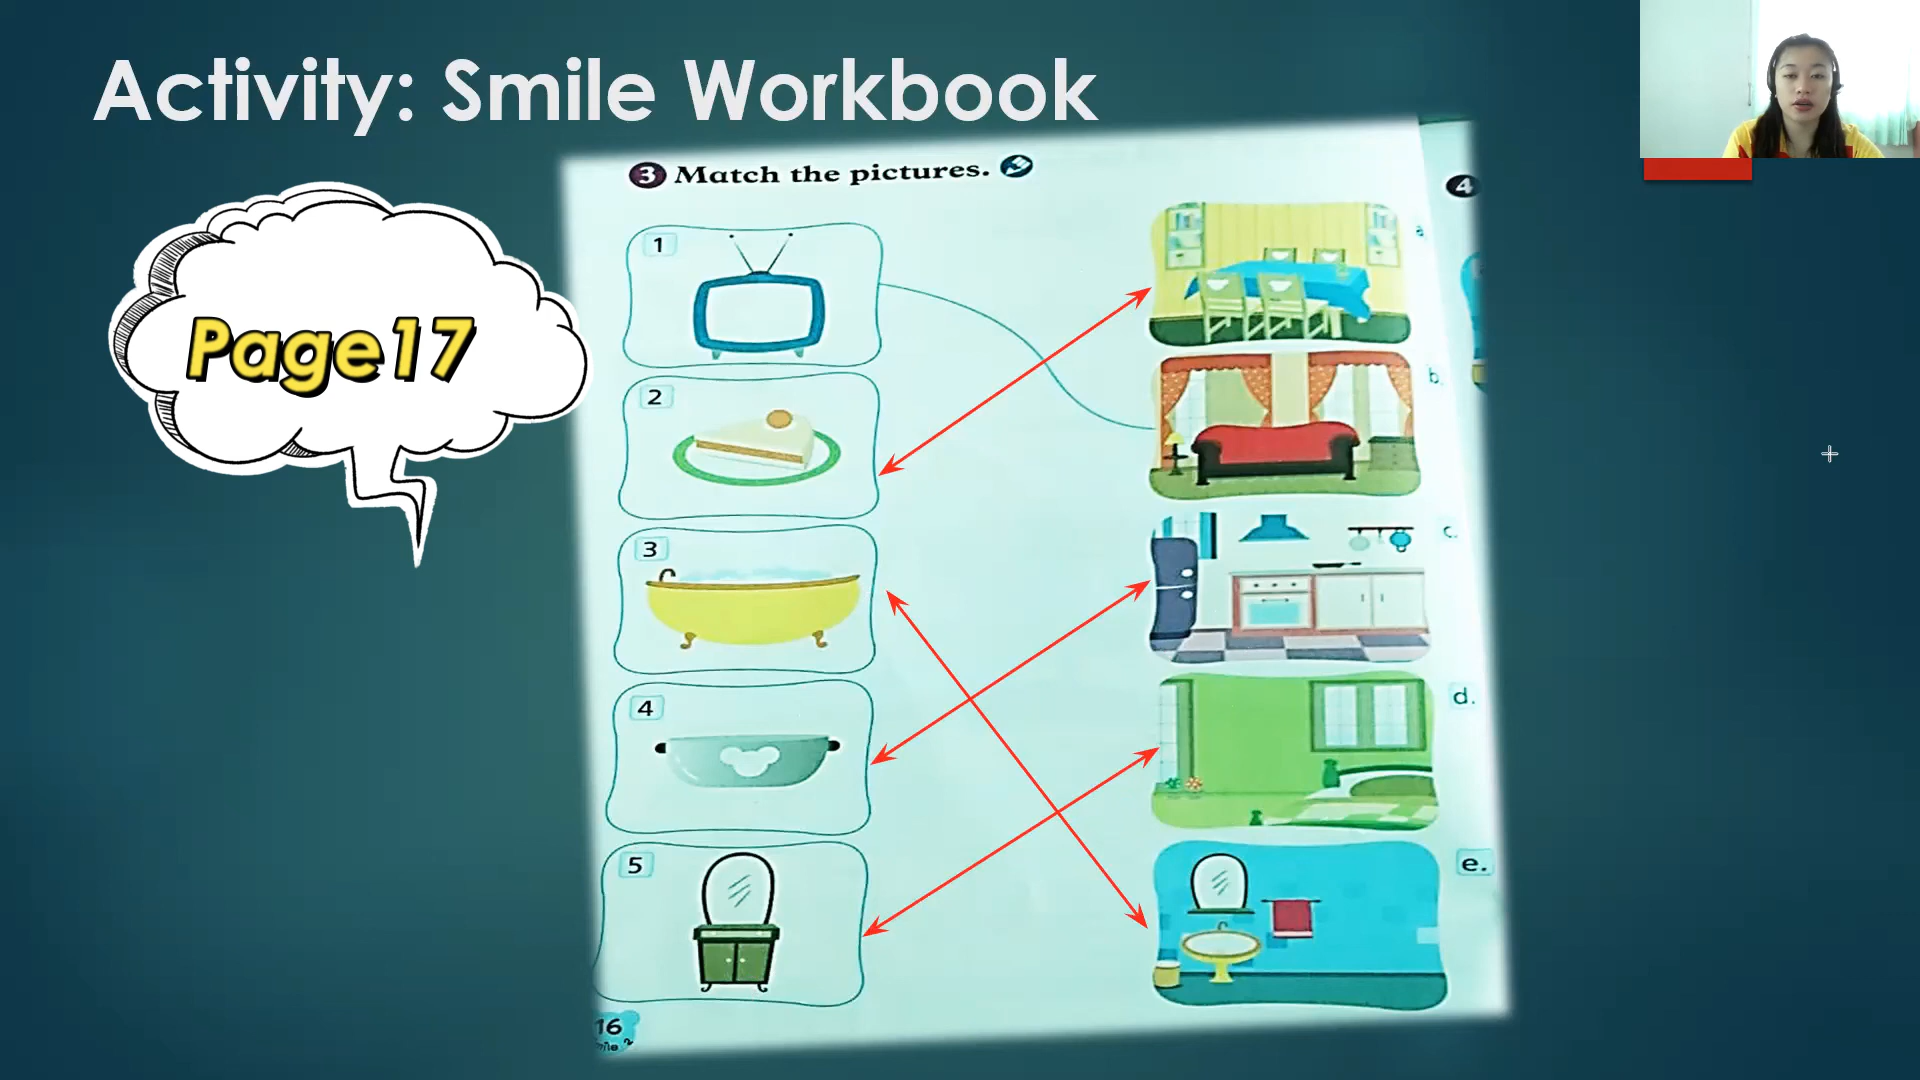 Activity: Smile Workbook
Page17
3 Match the pictures.
4
1
a.
2
b.
3
c.
4
d.
5
e.
16